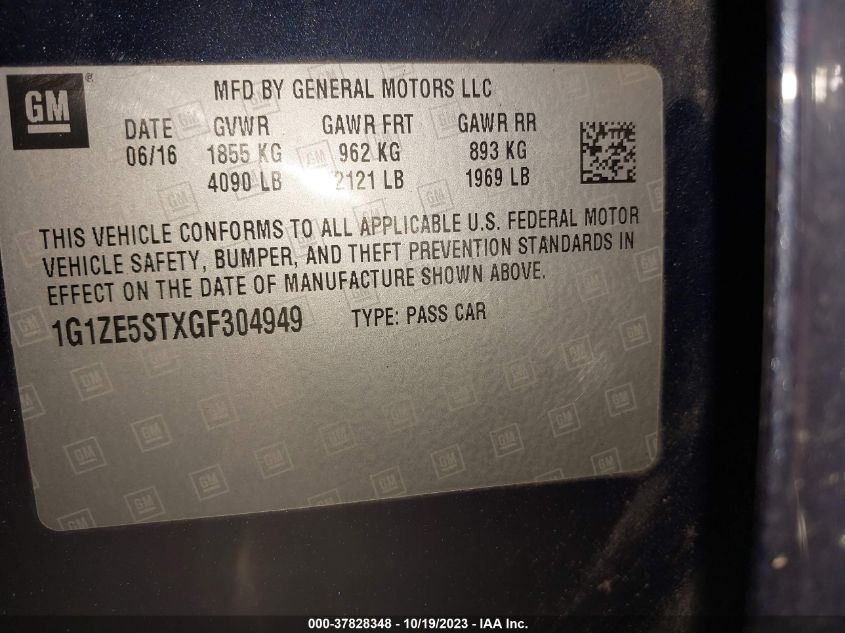 GM ®
MFD BY GENERAL MOTORS LLC
DATE GVWR GAWR FRT GAWR RR
06/16 1855 KG 962 KG 893 KG
4090 LB 2121 LB 1969 LB
THIS VEHICLE CONFORMS TO ALL APPLICABLE U.S. FEDERAL MOTOR
VEHICLE SAFETY, BUMPER, AND THEFT PREVENTION STANDARDS IN
EFFECT ON THE DATE OF MANUFACTURE SHOWN ABOVE.
1G1ZE5STXGF304949 TYPE: PASS CAR
000-37828348 - 10/19/2023 - IAA Inc.